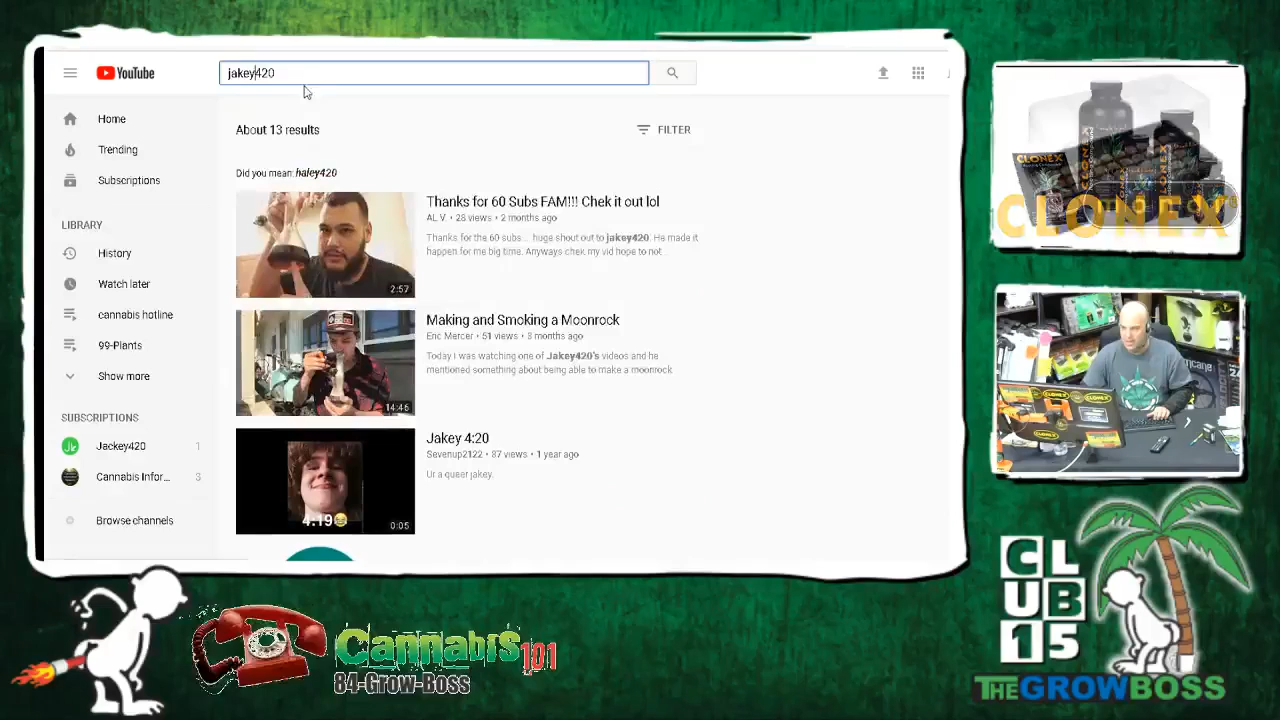 YouTube
jakey420
Home
Trending
Subscriptions
LIBRARY
History
Watch later
cannabis hotline
99-Plants
Show more
SUBSCRIPTIONS
Jackey420 1
Cannabis Infor... 3
Browse channels
About 13 results
FILTER
Did you mean: haley420
2:57
Thanks for 60 Subs FAM!!! Chek it out lol
AL V. • 28 views • 2 months ago
Thanks for the 60 subs... huge shout out to jakey420. He made it
happen for me big time. Anyways chek my vid hope to not
14:46
Making and Smoking a Moonrock
Eric Mercer • 51 views • 8 months ago
Today I was watching one of Jakey420's videos and he
mentioned something about being able to make a moonrock
4:19
0:05
Jakey 4:20
Sevenup2122 • 87 views • 1 year ago
Ur a queer jakey.
CLONEX
CLONEX
CLONEX
CLONEX
CLONEX
CLONEX
CLUB
15
THEGROWBOSS
Cannabis 101
84-Grow-Boss